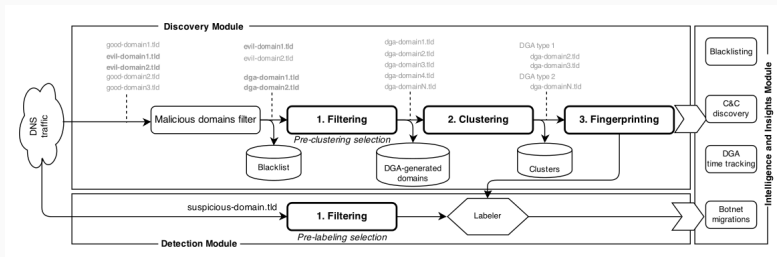 Discovery Module
good-domain1.tld
evil-domain1.tld
evil-domain2.tld
good-domain2.tld
good-domain3.tld
evil-domain1.tld
evil-domain2.tld
dga-domain1.tld
dga-domain2.tld
dga-domain1.tld
dga-domain2.tld
dga-domain3.tld
dga-domain4.tld
dga-domainN.tld
DGA type 1
dga-domain2.tld
dga-domain3.tld
DGA type 2
dga-domainN.tld
DNS
traffic
Malicious domains filter
1. Filtering
2. Clustering
3. Fingerprinting
Pre-clustering selection
Blacklist
DGA-generated
domains
Clusters
suspicious-domain.tld
1. Filtering
Labeler
Pre-labeling selection
Detection Module
Blacklisting
C&C
discovery
DGA
time tracking
Botnet
migrations
Intelligence and Insights Module